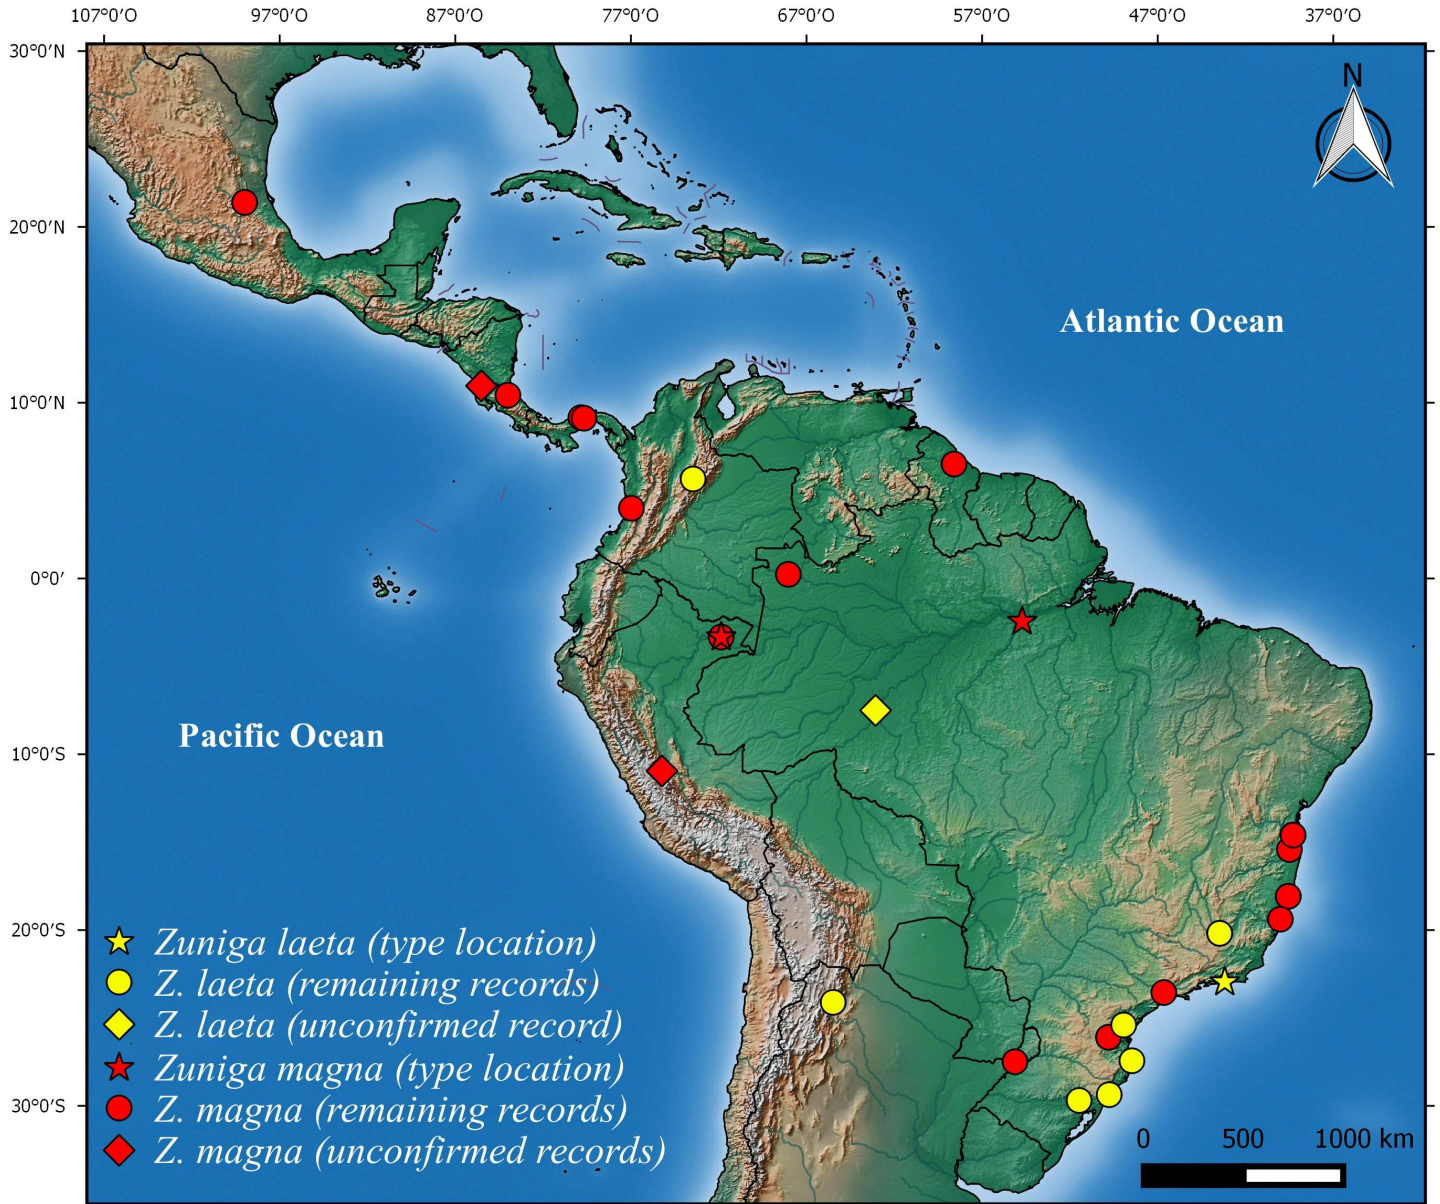 107°0'O 97°0'O 87°0'O 77°0'O 67°0'O 57°0'O 47°0'O 37°0'O
30°0'N
N
20°0'N
Atlantic Ocean
10°0'N
0°0'
Pacific Ocean
10°0'S
20°0'S
30°0'S
Zuniga laeta (type location)
Z. laeta (remaining records)
Z. laeta (unconfirmed record)
Zuniga magna (type location)
Z. magna (remaining records)
Z. magna (unconfirmed records)
0 500 1000 km